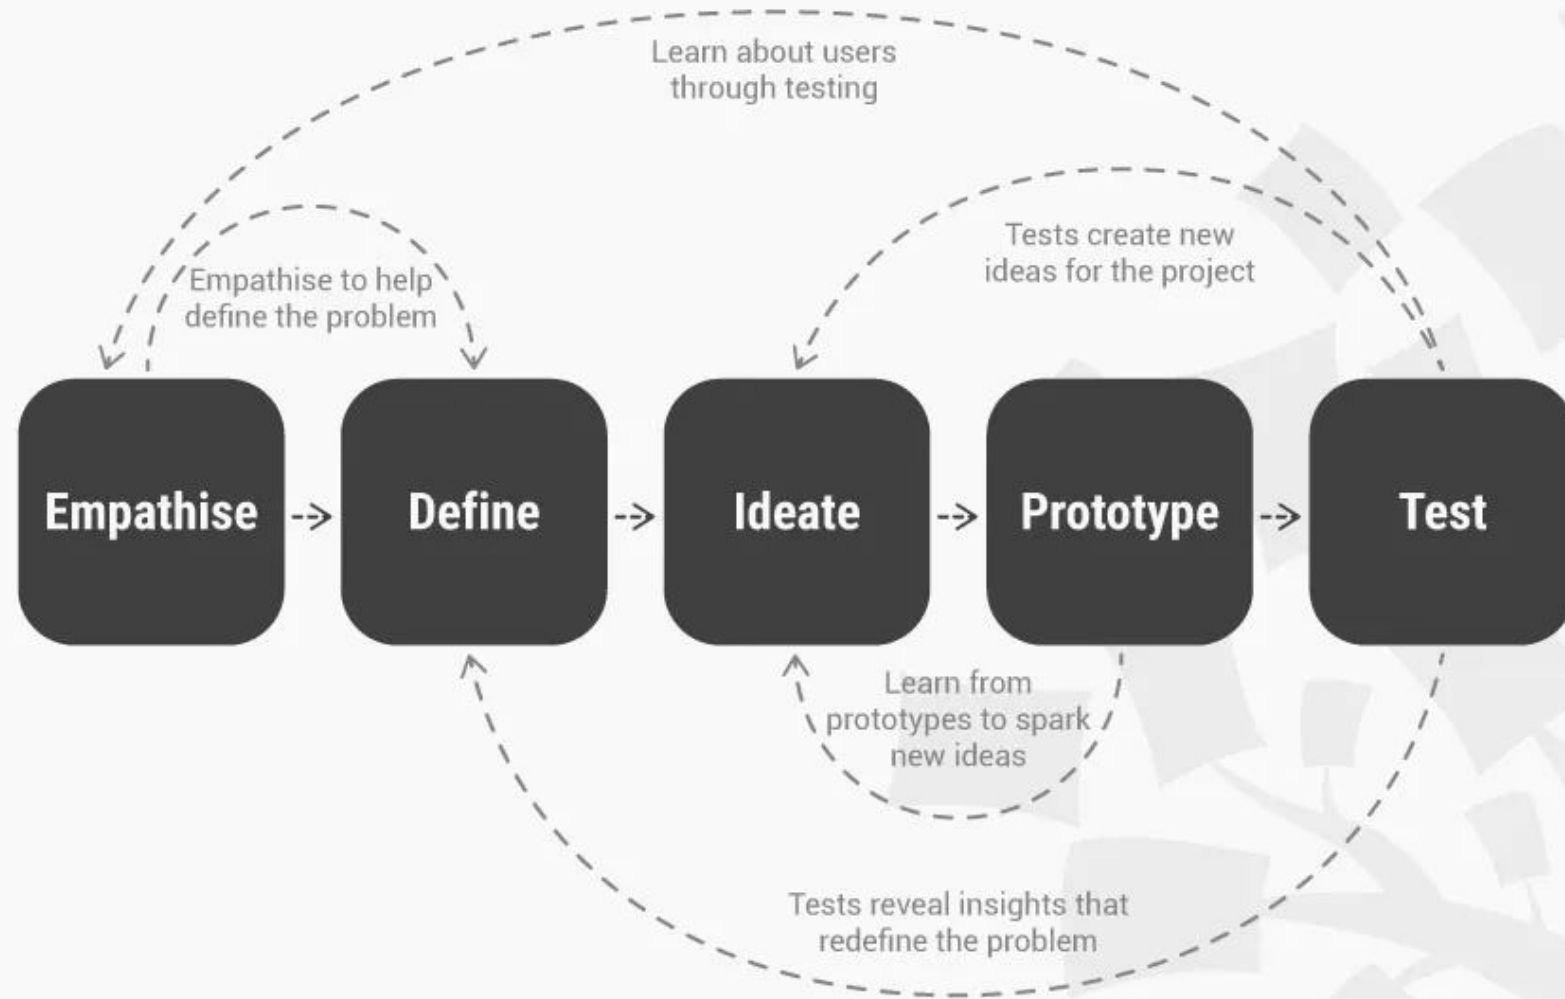 Learn about users
through testing
Tests create new
ideas for the project
Empathise to help
define the problem
Empathise
Define
Ideate
Prototype
Test
Learn from
prototypes to spark
new ideas
Tests reveal insights that
redefine the problem